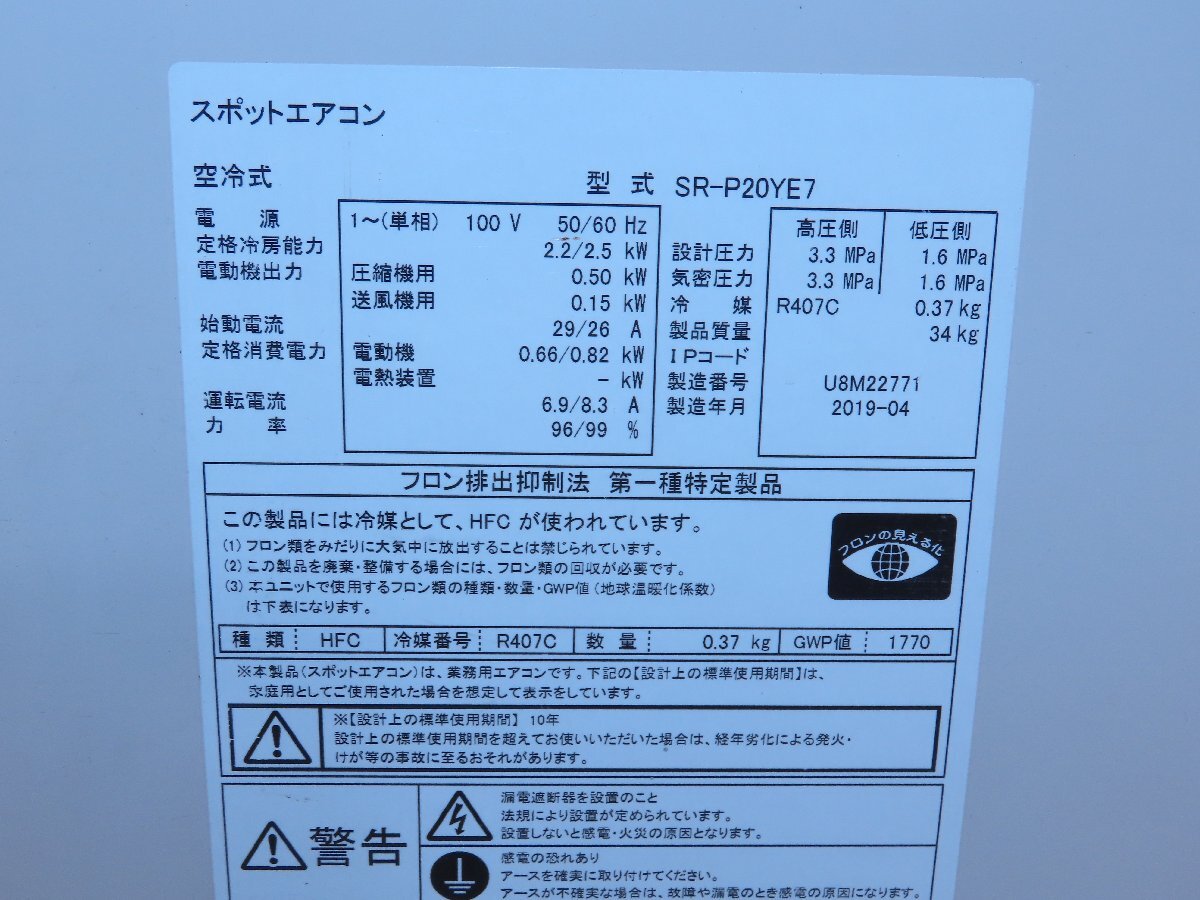 スポットエアコン
空冷式 型式 SR-P20YE7
電源 1～(単相) 100 V 50/60 Hz
定格冷房能力 2.2/2.5 kW
電動機出力 圧縮機用 0.50 kW
送風機用 0.15 kW
始動電流 29/26 A
定格消費電力 電動機 0.66/0.82 kW
電熱装置 - kW
運転電流 6.9/8.3 A
力率 96/99 %
高圧側 低圧側
設計圧力 3.3 MPa 1.6 MPa
気密圧力 3.3 MPa 1.6 MPa
冷媒 R407C 0.37 kg
製品質量 34 kg
IPコード
製造番号 U8M22771
製造年月 2019-04
フロン排出抑制法 第一種特定製品
この製品には冷媒として、HFC が使われています。
(1) フロン類をみだりに大気中に放出することは禁じられています。
(2) この製品を廃棄・整備する場合には、フロン類の回収が必要です。
(3) 本ユニットで使用するフロン類の種類・数量・GWP値(地球温暖化係数)
は下表になります。
フロンの見える化
種類 HFC 冷媒番号 R407C 数量 0.37 kg GWP値 1770
※本製品(スポットエアコン)は、業務用エアコンです。下記の【設計上の標準使用期間】は、
家庭用としてご使用された場合を想定して表示をしています。
※【設計上の標準使用期間】 10年
設計上の標準使用期間を超えてお使いいただいた場合は、経年劣化による発火・
けが等の事故に至るおそれがあります。
警告
漏電遮断器を設置のこと
法規により設置が定められています。
設置しないと感電・火災の原因となります。
感電の恐れあり
アースを確実に取り付けてください。
アースが不確実な場合は、故障や漏電のとき感電の原因になります。